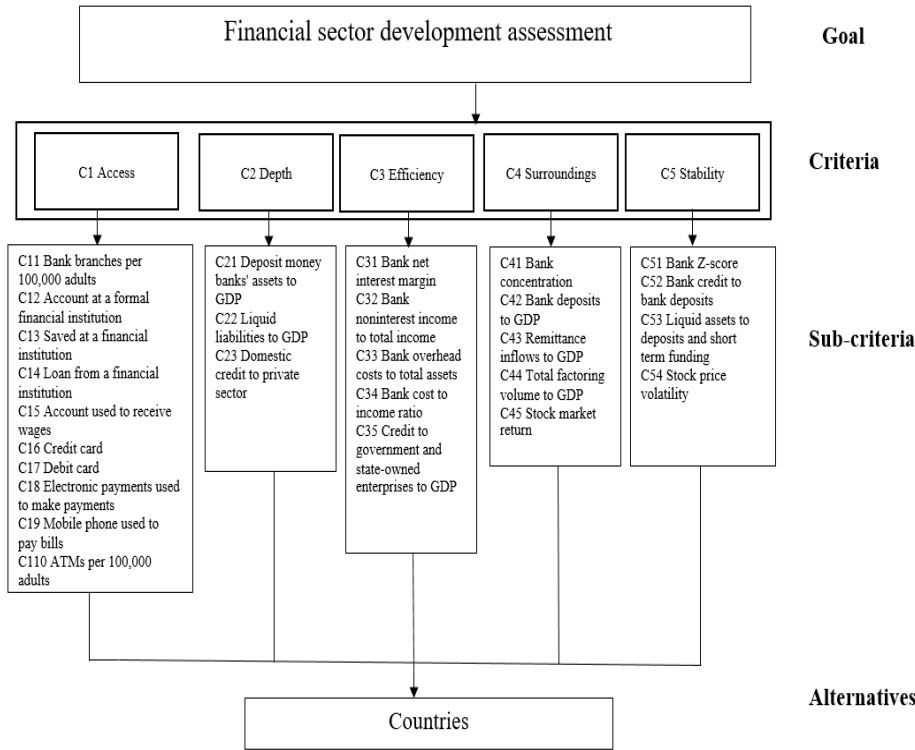 Financial sector development assessment
Goal
C1 Access
C2 Depth
C3 Efficiency
C4 Surroundings
C5 Stability
Criteria
C11 Bank branches per
100,000 adults
C12 Account at a formal
financial institution
C13 Saved at a financial
institution
C14 Loan from a financial
institution
C15 Account used to receive
wages
C16 Credit card
C17 Debit card
C18 Electronic payments used
to make payments
C19 Mobile phone used to
pay bills
C110 ATMs per 100,000
adults
C21 Deposit money
banks' assets to
GDP
C22 Liquid
liabilities to GDP
C23 Domestic
credit to private
sector
C31 Bank net
interest margin
C32 Bank
noninterest income
to total income
C33 Bank overhead
costs to total assets
C34 Bank cost to
income ratio
C35 Credit to
government and
state-owned
enterprises to GDP
C41 Bank
concentration
C42 Bank deposits
to GDP
C43 Remittance
inflows to GDP
C44 Total factoring
volume to GDP
C45 Stock market
return
C51 Bank Z-score
C52 Bank credit to
bank deposits
C53 Liquid assets to
deposits and short
term funding
C54 Stock price
volatility
Sub-criteria
Countries
Alternatives